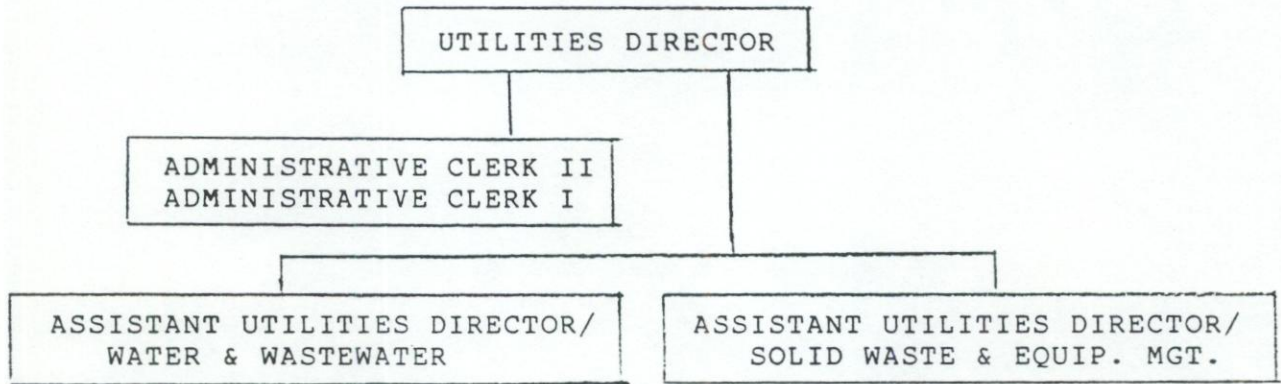 UTILITIES DIRECTOR
ADMINISTRATIVE CLERK II
ADMINISTRATIVE CLERK I
ASSISTANT UTILITIES DIRECTOR/
WATER & WASTEWATER
ASSISTANT UTILITIES DIRECTOR/
SOLID WASTE & EQUIP. MGT.